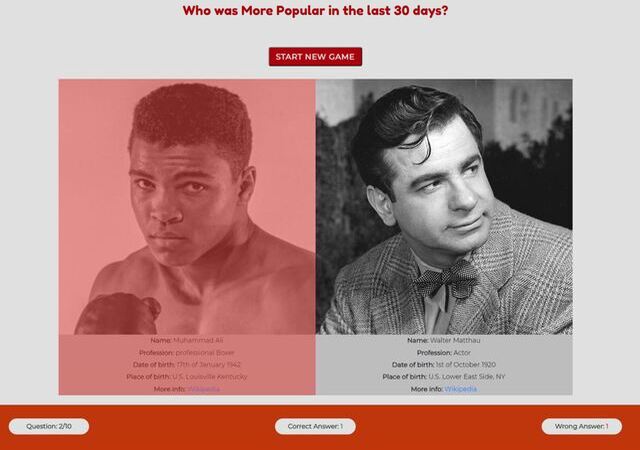 Who was More Popular in the last 30 days?
START NEW GAME
Name: Muhammad Ali
Profession: professional Boxer
Date of birth: 17th of January 1942
Place of birth: U.S. Louisville Kentucky
More info: Wikipedia
Name: Walter Matthau
Profession: Actor
Date of birth: 1st of October 1920
Place of birth: U.S. Lower East Side, NY
More info: Wikipedia
Question: 2/10
Correct Answer: 1
Wrong Answer: 1